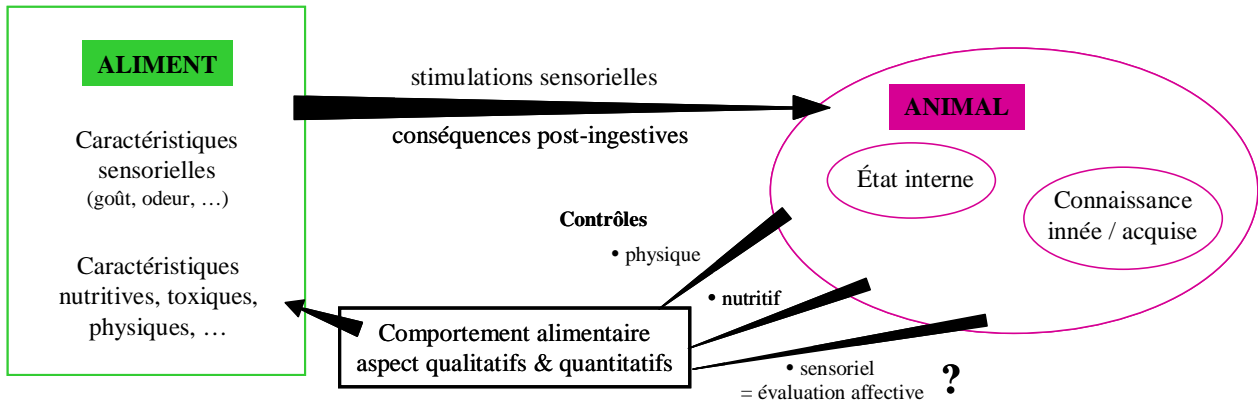 ALIMENT
Caractéristiques
sensorielles
(goût, odeur, …)
Caractéristiques
nutritives, toxiques,
physiques, …
stimulations sensorielles
conséquences post-ingestives
ANIMAL
État interne
Connaissance
innée / acquise
Contrôles
• physique
• nutritif
• sensoriel
= évaluation affective ?
Comportement alimentaire
aspect qualitatifs & quantitatifs